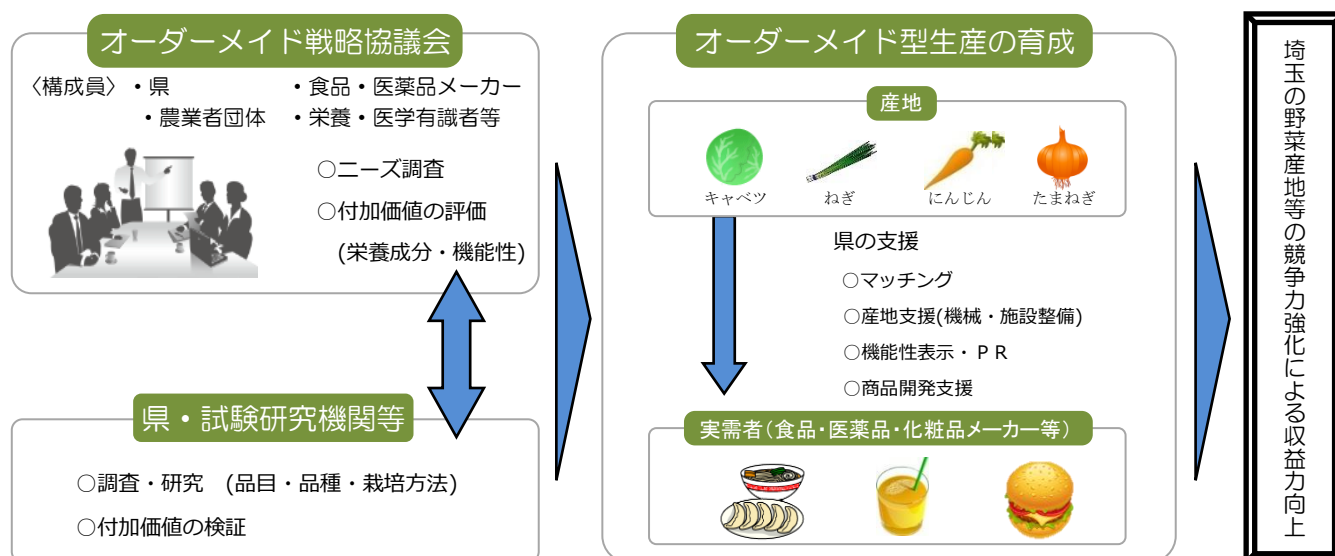 オーダーメイド戦略協議会
〈構成員〉・県
・食品・医薬品メーカー
・農業者団体
・栄養・医学有識者等
○ニーズ調査
○付加価値の評価
(栄養成分・機能性)
県・試験研究機関等
○調査・研究 (品目・品種・栽培方法)
○付加価値の検証
オーダーメイド型生産の育成
産地
キャベツ
ねぎ
にんじん
たまねぎ
県の支援
○マッチング
○産地支援(機械・施設整備)
○機能性表示・ＰＲ
○商品開発支援
実需者(食品・医薬品・化粧品メーカー等)
埼玉の野菜産地等の競争力強化による収益力向上